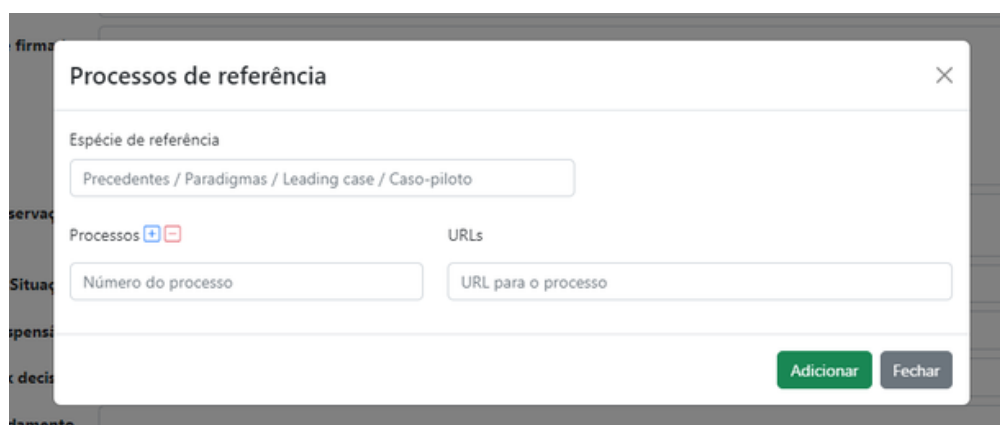 Processos de referência
Espécie de referência
Precedentes / Paradigmas / Leading case / Caso-piloto
Processos
URLs
Número do processo
URL para o processo
Adicionar
Fechar